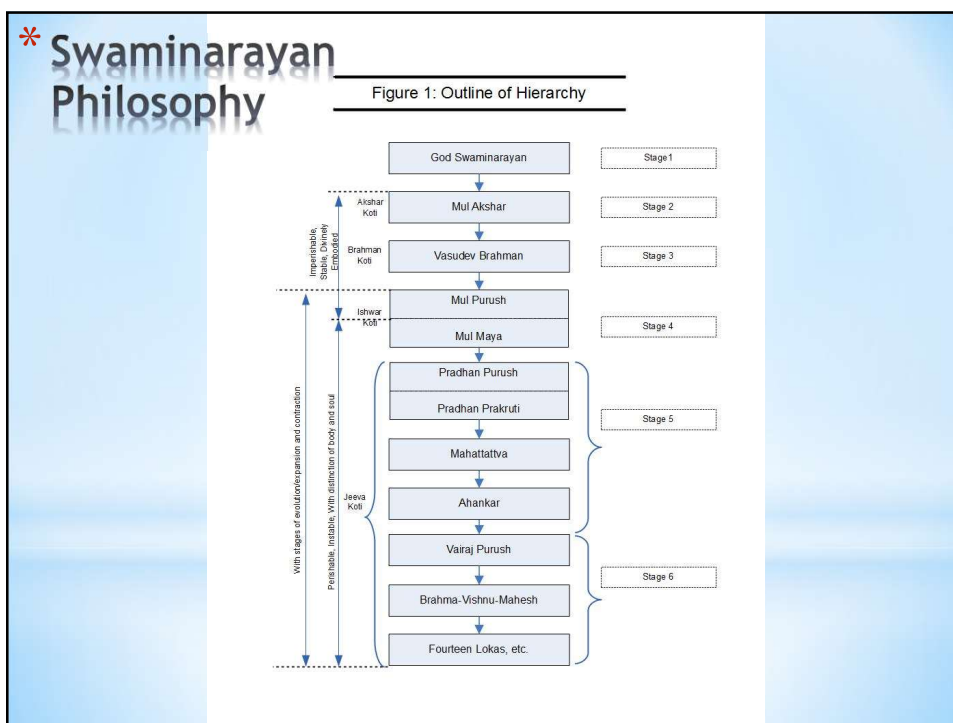 * Swaminarayan
Philosophy
Figure 1: Outline of Hierarchy
God Swaminarayan
Stage1
Akshar
Koti
Mul Akshar
Stage 2
Imperishable,
Stable, Divinely
Embodied
Brahman
Koti
Vasudev Brahman
Stage 3
Mul Purush
Ishwar
Koti
Mul Maya
Stage 4
Pradhan Purush
Pradhan Prakruti
Stage 5
Mahattattva
With stages of evolution/expansion and contraction
Perishable, Instable, With distinction of body and soul
Jeeva
Koti
Ahankar
Vairaj Purush
Stage 6
Brahma-Vishnu-Mahesh
Fourteen Lokas, etc.